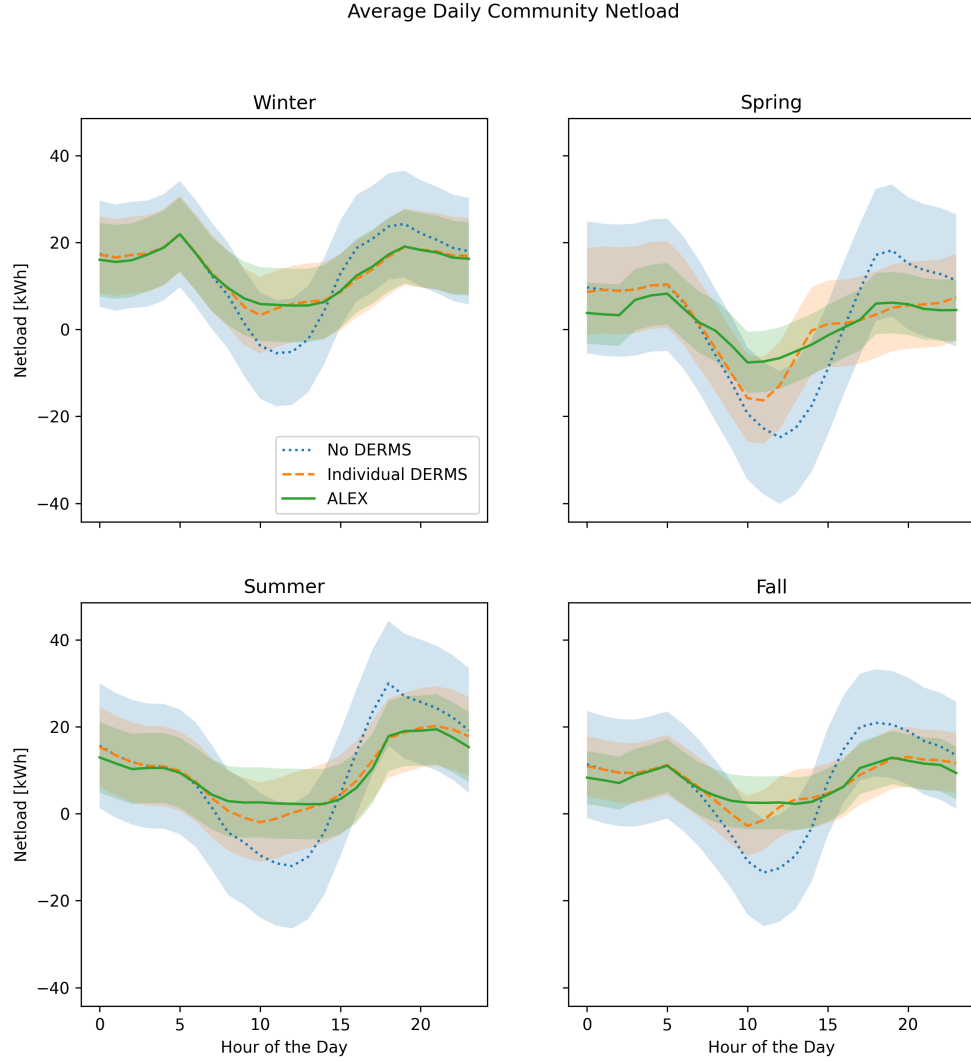 Average Daily Community Netload
Winter
Spring
40
20
0
−20
−40
Netload [kWh]
No DERMS
Individual DERMS
ALEX
Summer
Fall
40
20
0
−20
−40
Netload [kWh]
0 5 10 15 20
0 5 10 15 20
Hour of the Day
Hour of the Day